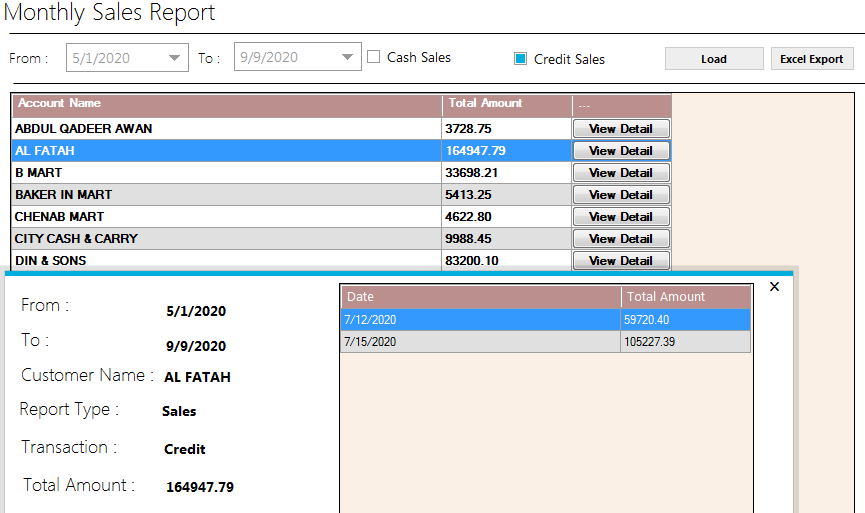 Monthly Sales Report
From : 5/1/2020 To : 9/9/2020 Cash Sales Credit Sales Load Excel Export
Account Name Total Amount ...
ABDUL QADEER AWAN 3728.75 View Detail
AL FATAH 164947.79 View Detail
B MART 33698.21 View Detail
BAKER IN MART 5413.25 View Detail
CHENAB MART 4622.80 View Detail
CITY CASH & CARRY 9988.45 View Detail
DIN & SONS 83200.10 View Detail
From : 5/1/2020
To : 9/9/2020
Customer Name : AL FATAH
Report Type : Sales
Transaction : Credit
Total Amount : 164947.79
Date Total Amount
7/12/2020 59720.40
7/15/2020 105227.39